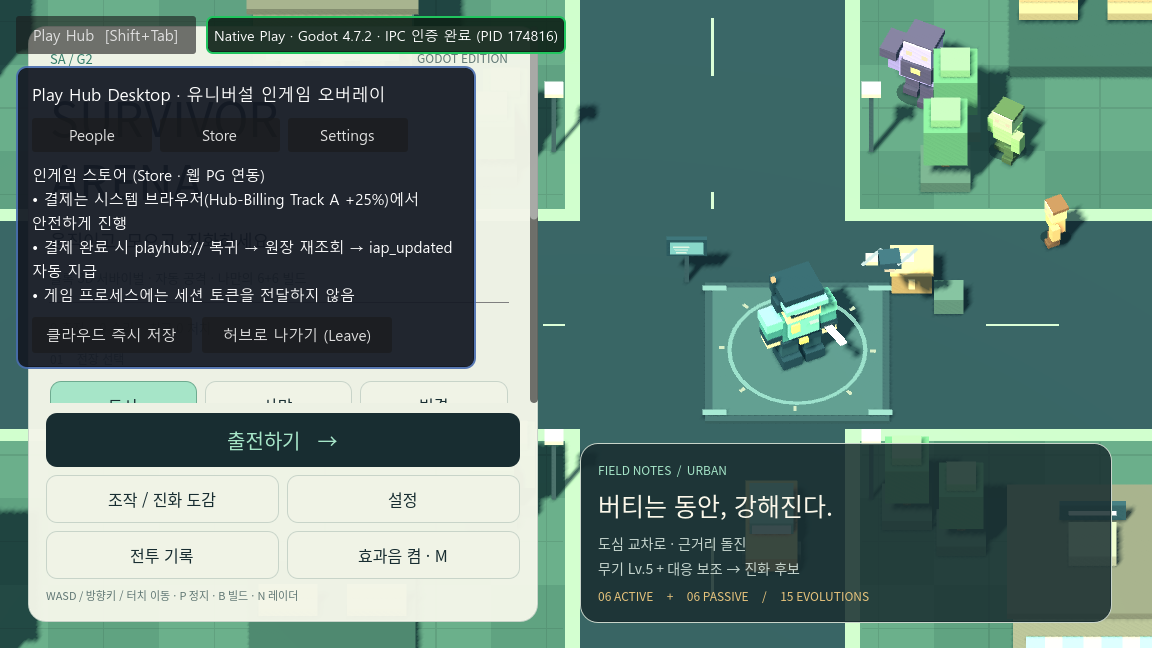 Play Hub [Shift+Tab]
Native Play · Godot 4.7.2 · IPC 인증 완료 (PID 174816)
SA / G2
GODOT EDITION
Play Hub Desktop · 유니버설 인게임 오버레이
SURVIVOR
People
Store
Settings
ARENA
인게임 스토어 (Store · 웹 PG 연동)
• 결제는 시스템 브라우저(Hub-Billing Track A +25%)에서
안전하게 진행
• 결제 완료 시 playhub:// 복귀 → 원장 재조회 → iap_updated
자동 지급
• 게임 프로세스에는 세션 토큰을 전달하지 않음
클라우드 즉시 저장
허브로 나가기 (Leave)
출전하기 →
조작 / 진화 도감
설정
전투 기록
효과음 켬 · M
WASD / 방향키 / 터치 이동 · P 정지 · B 빌드 · N 레이더
FIELD NOTES / URBAN
버티는 동안, 강해진다.
도심 교차로 · 근거리 돌진
무기 Lv.5 + 대응 보조 → 진화 후보
06 ACTIVE + 06 PASSIVE / 15 EVOLUTIONS